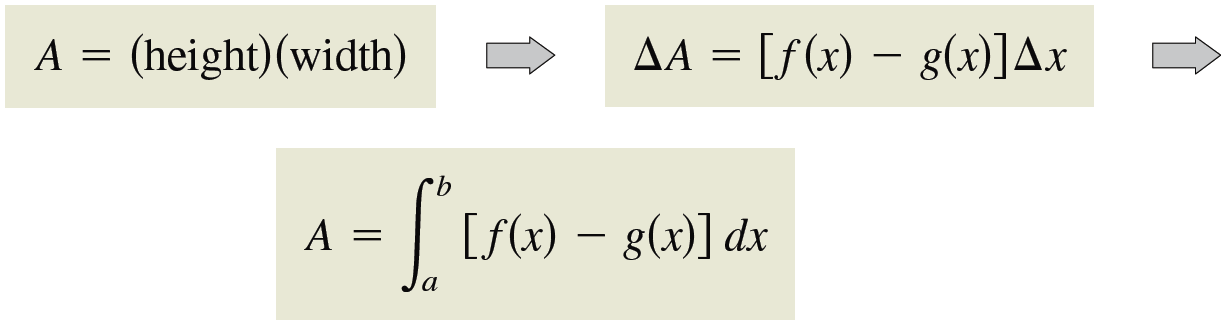 A = (height)(width) ΔA = [f(x) − g(x)]Δx
A = ∫_a^b [f(x) − g(x)] dx